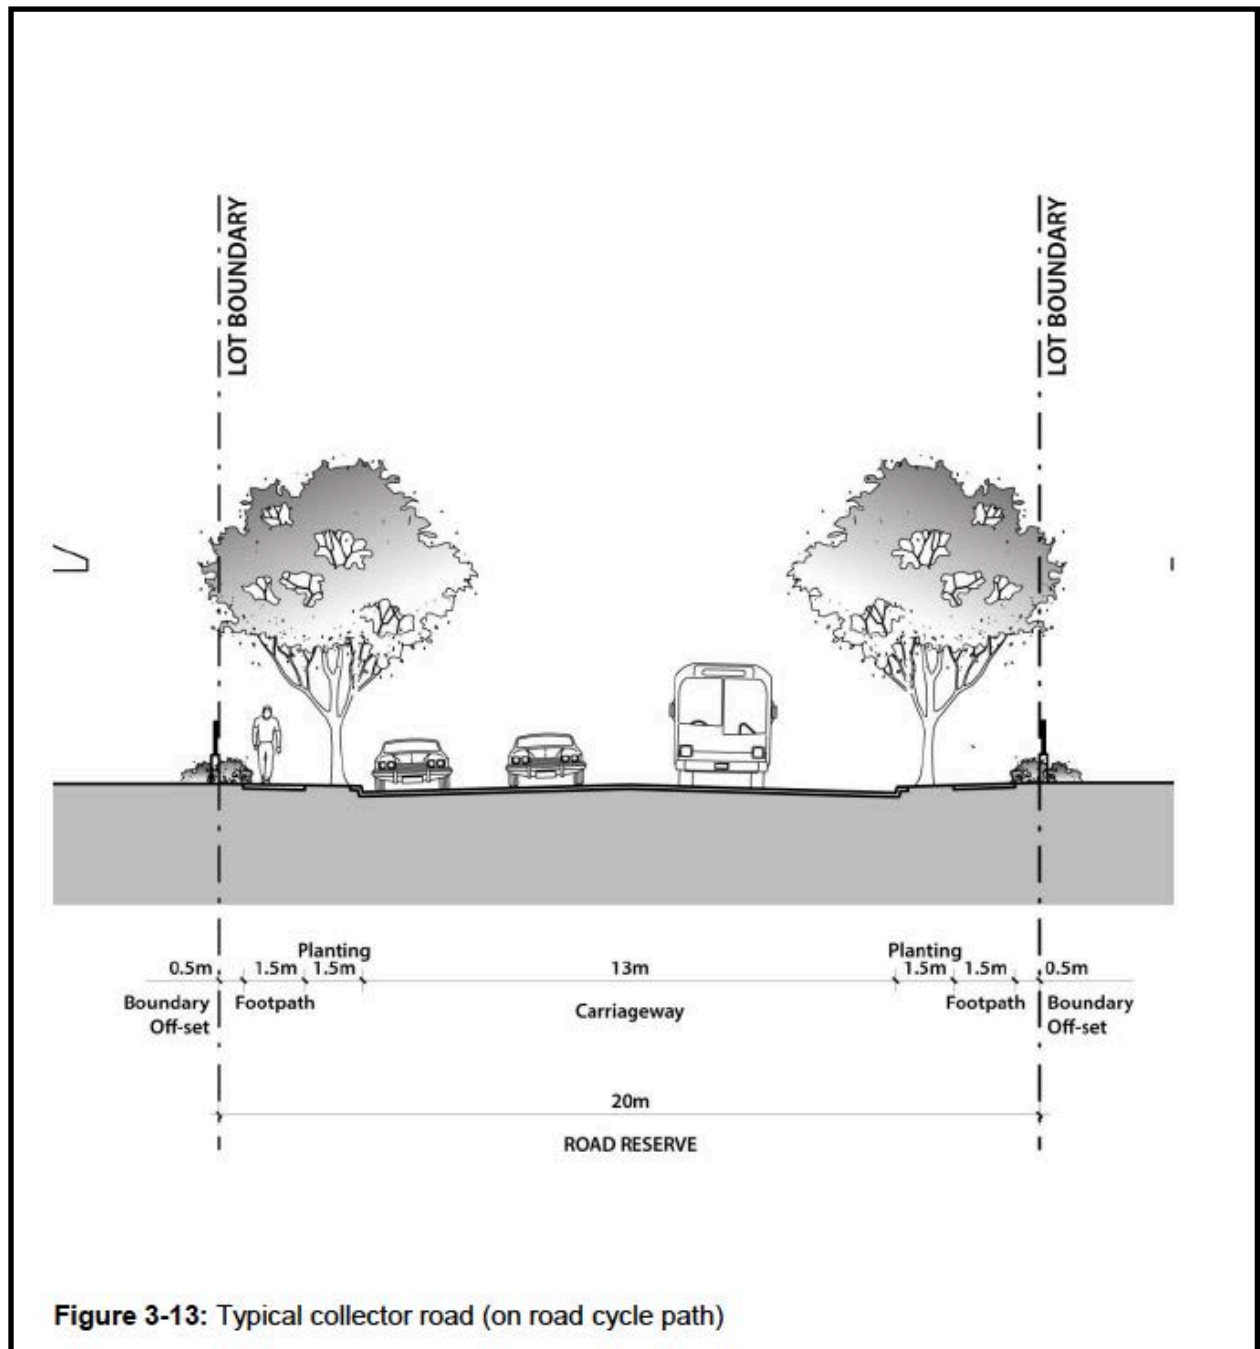 LOT BOUNDARY
LOT BOUNDARY
Planting
Planting
0.5m 1.5m 1.5m 13m 1.5m 1.5m 0.5m
Boundary Footpath Carriageway Footpath Boundary
Off-set Off-set
20m
ROAD RESERVE
Figure 3-13: Typical collector road (on road cycle path)